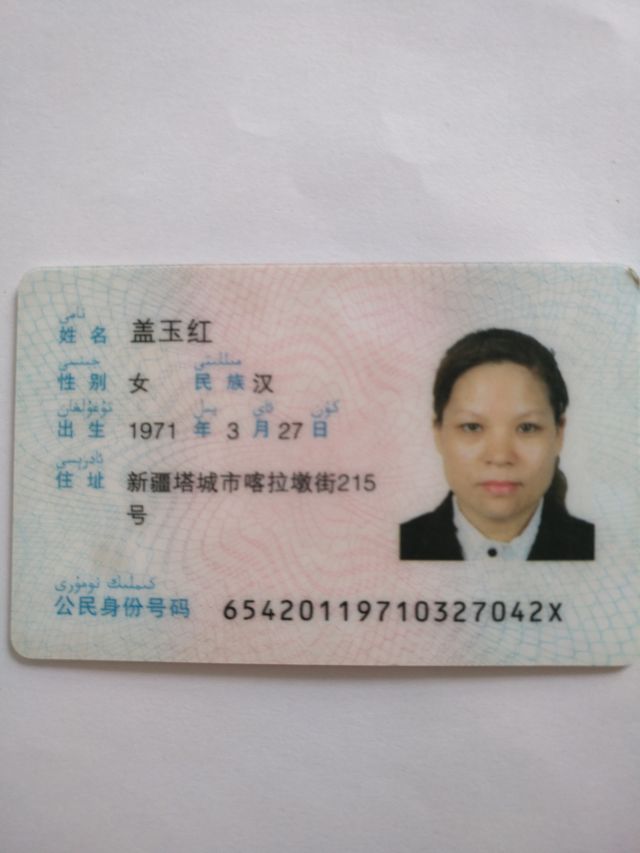 نامى
姓名 盖玉红
جىنسى مىللىتى
性别 女 民族 汉
تۇغۇلغان يىل ئاي كۈن
出生 1971 年 3 月 27 日
ئادرېسى
住址 新疆塔城市喀拉墩街215
号
كىملىك نومۇرى
公民身份号码 65420119710327042X